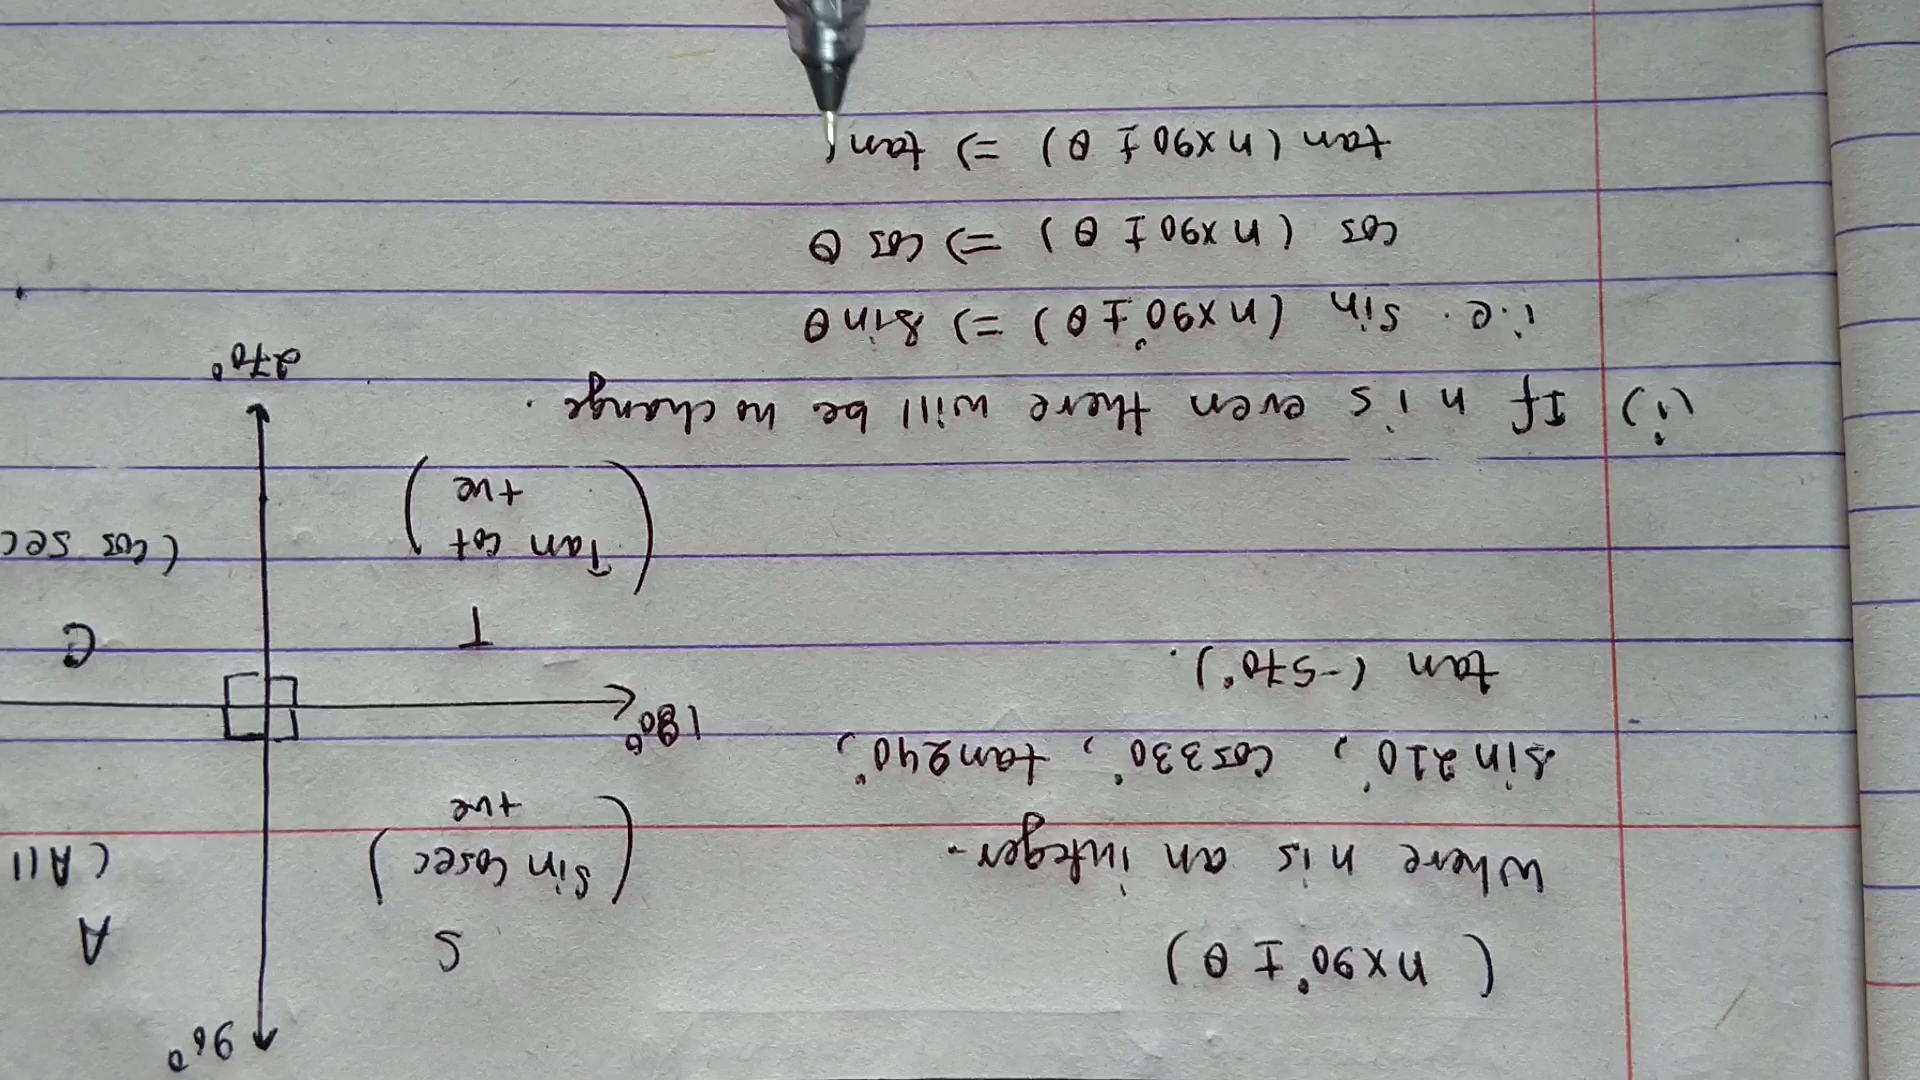 (n×90° ± θ)
where n is an integer.
sin 210°, cos 330°, tan 240°,
tan (-570°).
(i) If n is even there will be no change.
i.e. sin (n×90° ± θ) => sin θ
cos (n×90 ± θ) => cos θ
tan (n×90 ± θ) => tan
90°
S
(sin cosec
+ve)
A
(All
180°
T
(Tan cot
+ve)
C
(cos sec
270°